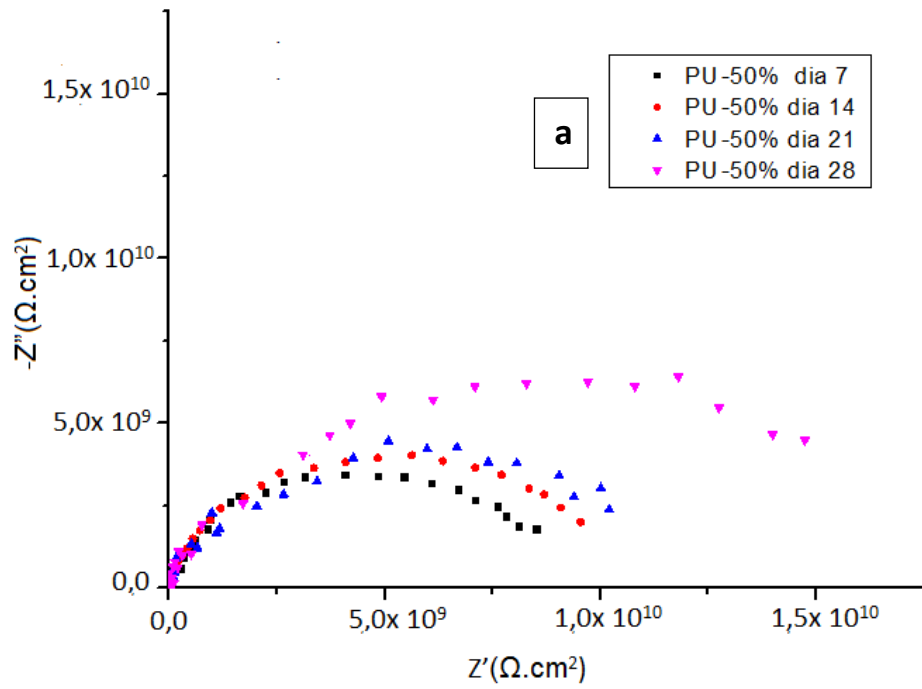 1,5x 10¹⁰
1,0x 10¹⁰
5,0x 10⁹
0,0
-Z"(Ω.cm²)
a
PU-50% dia 7
PU-50% dia 14
PU-50% dia 21
PU-50% dia 28
0,0
5,0x 10⁹
1,0x 10¹⁰
1,5x 10¹⁰
Z'(Ω.cm²)